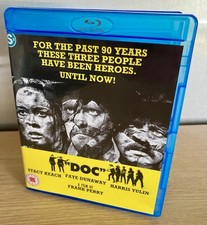 FOR THE PAST 90 YEARS
THESE THREE PEOPLE
HAVE BEEN HEROES.
UNTIL NOW!
"DOC"
STACY KEACH FAYE DUNAWAY HARRIS YULIN
A FILM BY
FRANK PERRY
15